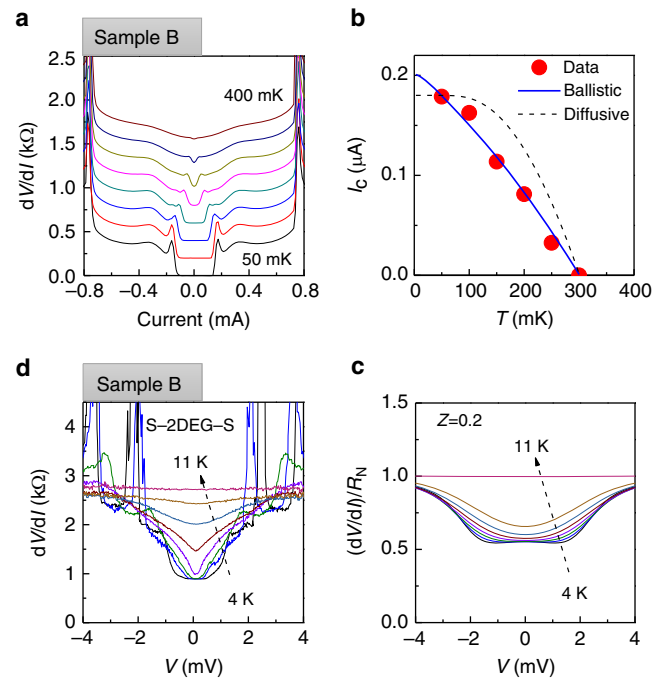 a
Sample B
2.5
2.0
1.5
1.0
0.5
0.0
dV/dI (kΩ)
400 mK
50 mK
−0.8
−0.4
0.0
0.4
0.8
Current (mA)
b
0.2
0.1
0.0
I_C (μA)
Data
Ballistic
Diffusive
0
100
200
300
400
T (mK)
d
Sample B
S–2DEG–S
4
3
2
1
0
dV/dI (kΩ)
11 K
4 K
−4
−2
0
2
4
V (mV)
c
1.5
1.0
0.5
0.0
(dV/dI)/R_N
Z=0.2
11 K
4 K
−4
−2
0
2
4
V (mV)